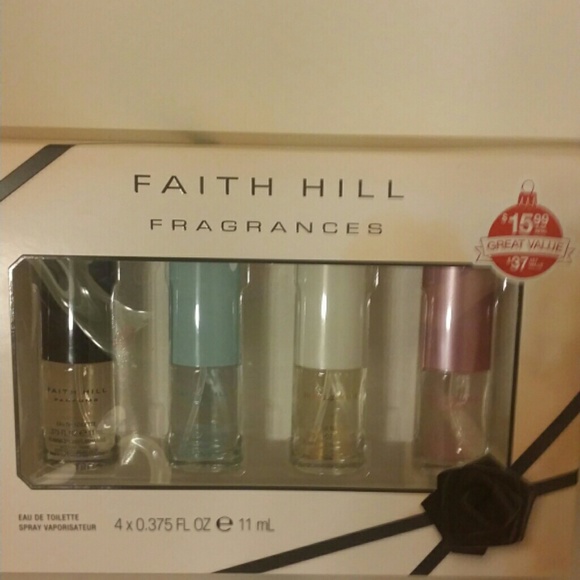 FAITH HILL
FRAGRANCES
$15.99
GREAT VALUE
$37
FAITH HILL
PARFUMS
EAU DE TOILETTE
SPRAY VAPORISATEUR
4 x 0.375 FL OZ ℮ 11 mL